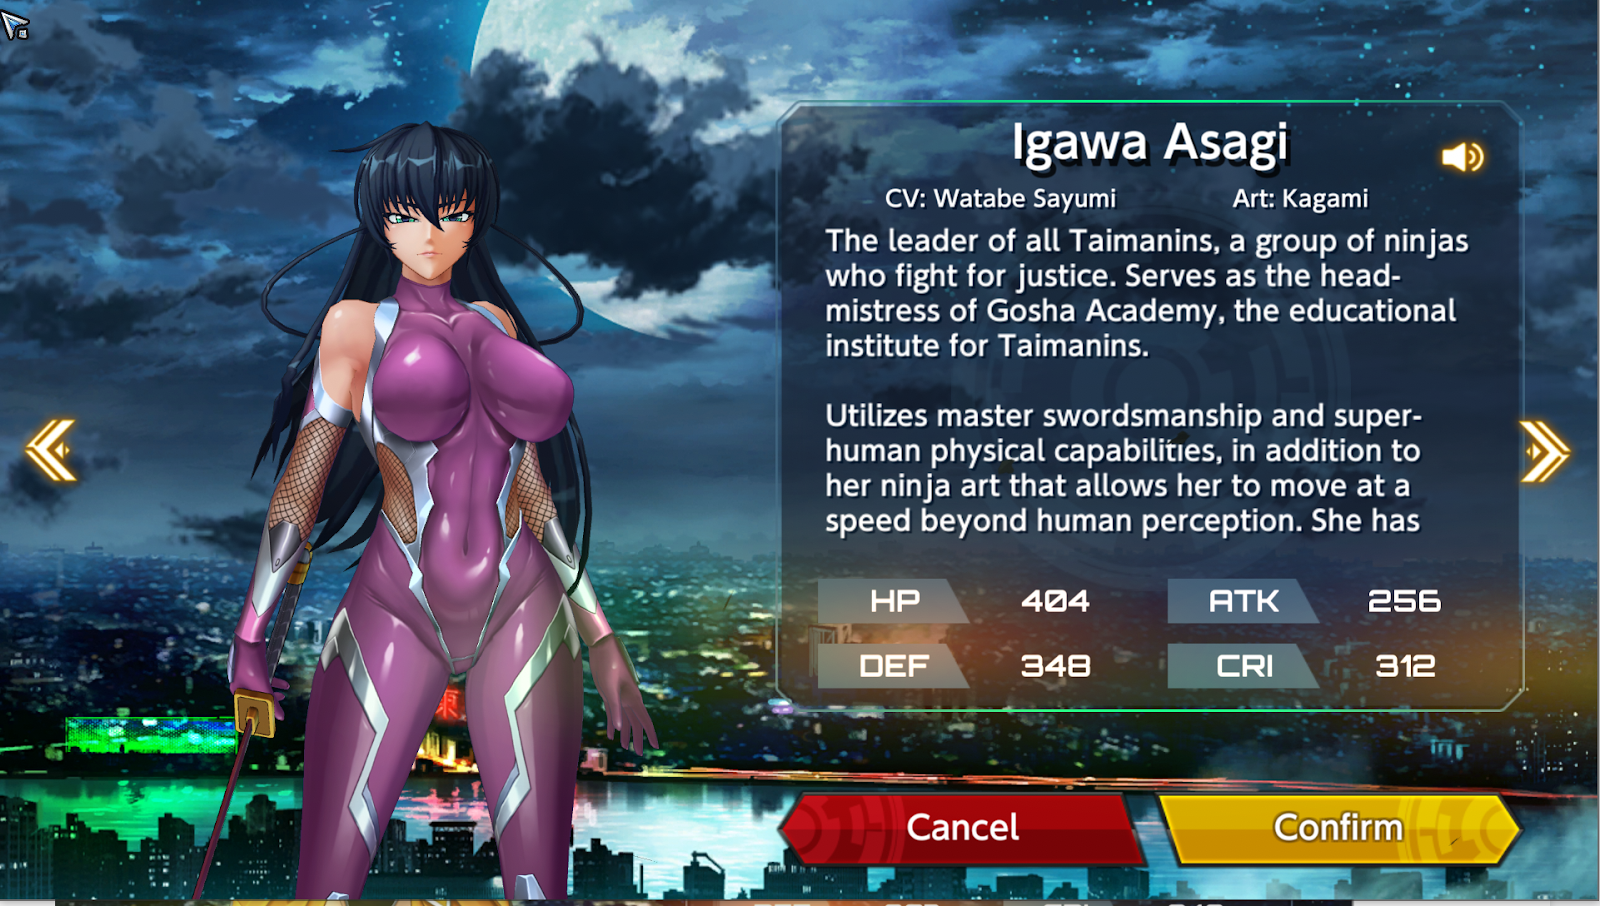 Igawa Asagi
CV: Watabe Sayumi Art: Kagami
The leader of all Taimanins, a group of ninjas
who fight for justice. Serves as the head-
mistress of Gosha Academy, the educational
institute for Taimanins.
Utilizes master swordsmanship and super-
human physical capabilities, in addition to
her ninja art that allows her to move at a
speed beyond human perception. She has
HP 404 ATK 256
DEF 348 CRI 312
Cancel Confirm